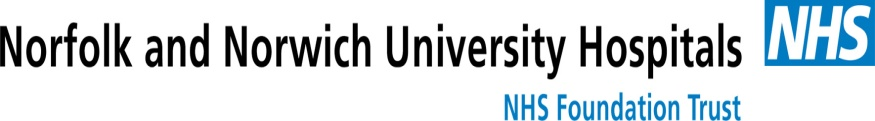 Norfolk and Norwich University Hospitals NHS
NHS Foundation Trust